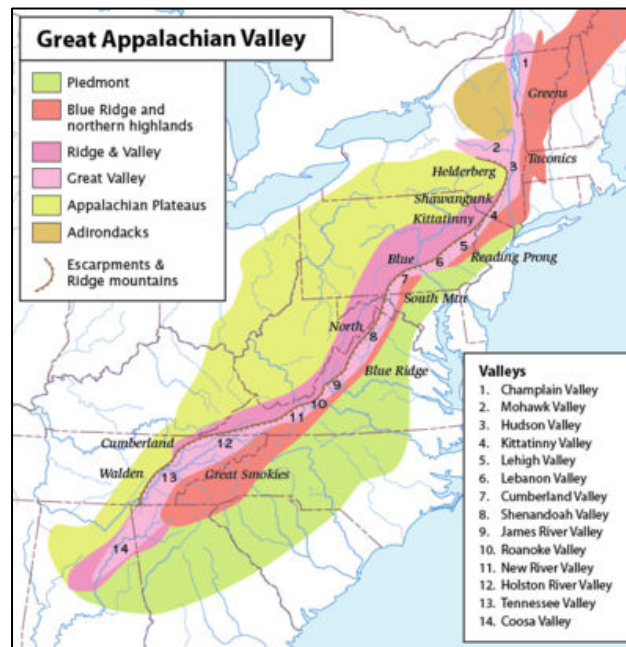 Great Appalachian Valley
Piedmont
Blue Ridge and
northern highlands
Ridge & Valley
Great Valley
Appalachian Plateaus
Adirondacks
Escarpments &
Ridge mountains
1
Greens
2
3
Taconics
Helderberg
Shawangunk
4
Kittatinny
5
Reading Prong
Blue
6
7
South Mtn
North
8
Blue Ridge
9
10
11
Cumberland
12
Walden
13
Great Smokies
14
Valleys
1. Champlain Valley
2. Mohawk Valley
3. Hudson Valley
4. Kittatinny Valley
5. Lehigh Valley
6. Lebanon Valley
7. Cumberland Valley
8. Shenandoah Valley
9. James River Valley
10. Roanoke Valley
11. New River Valley
12. Holston River Valley
13. Tennessee Valley
14. Coosa Valley